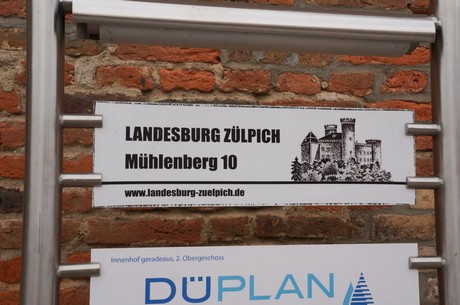 LANDESBURG ZÜLPICH
Mühlenberg 10
www.landesburg-zuelpich.de
Innenhof geradeaus, 2. Obergeschoss
DÜPLAN